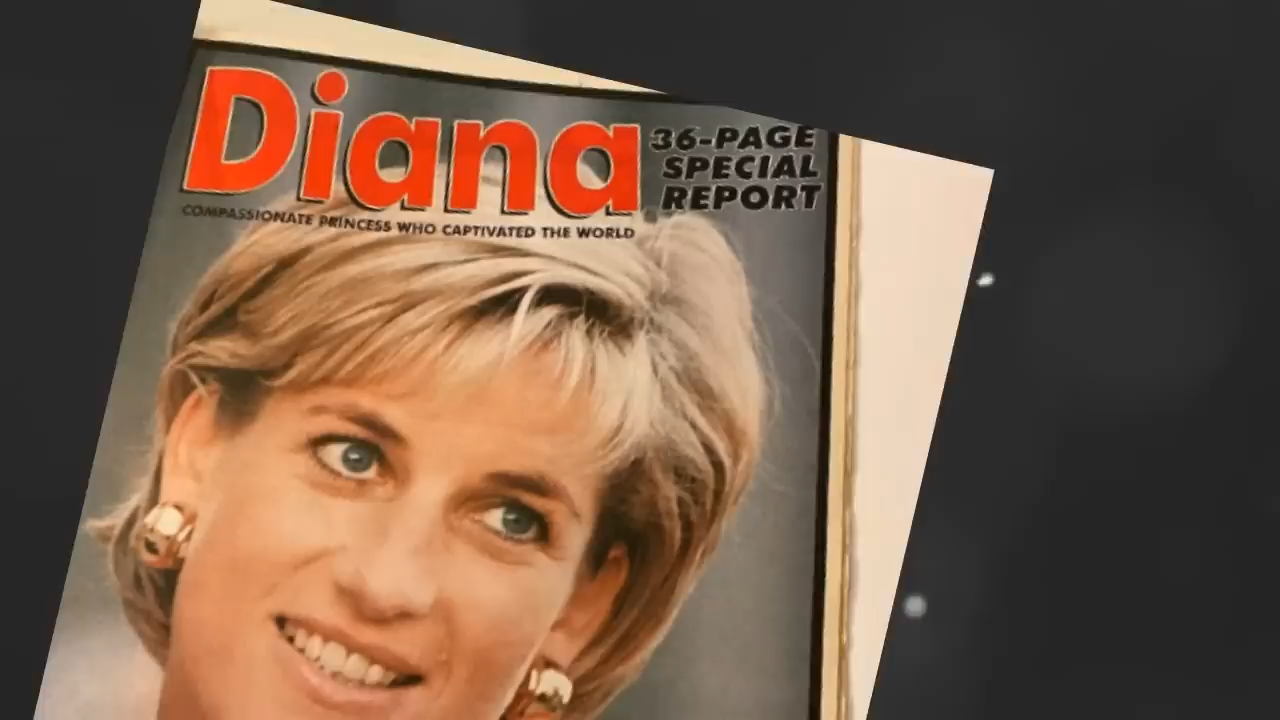 Diana
36-PAGE
SPECIAL
REPORT
COMPASSIONATE PRINCESS WHO CAPTIVATED THE WORLD